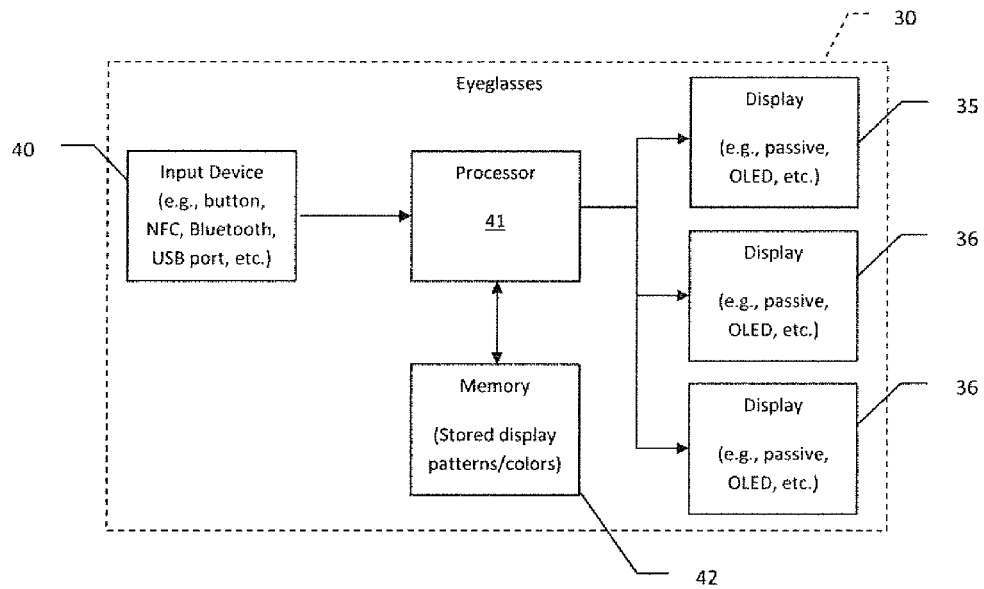 30
Eyeglasses
40
Input Device
(e.g., button,
NFC, Bluetooth,
USB port, etc.)
Processor
41
Memory
(Stored display
patterns/colors)
42
Display
(e.g., passive,
OLED, etc.)
35
Display
(e.g., passive,
OLED, etc.)
36
Display
(e.g., passive,
OLED, etc.)
36